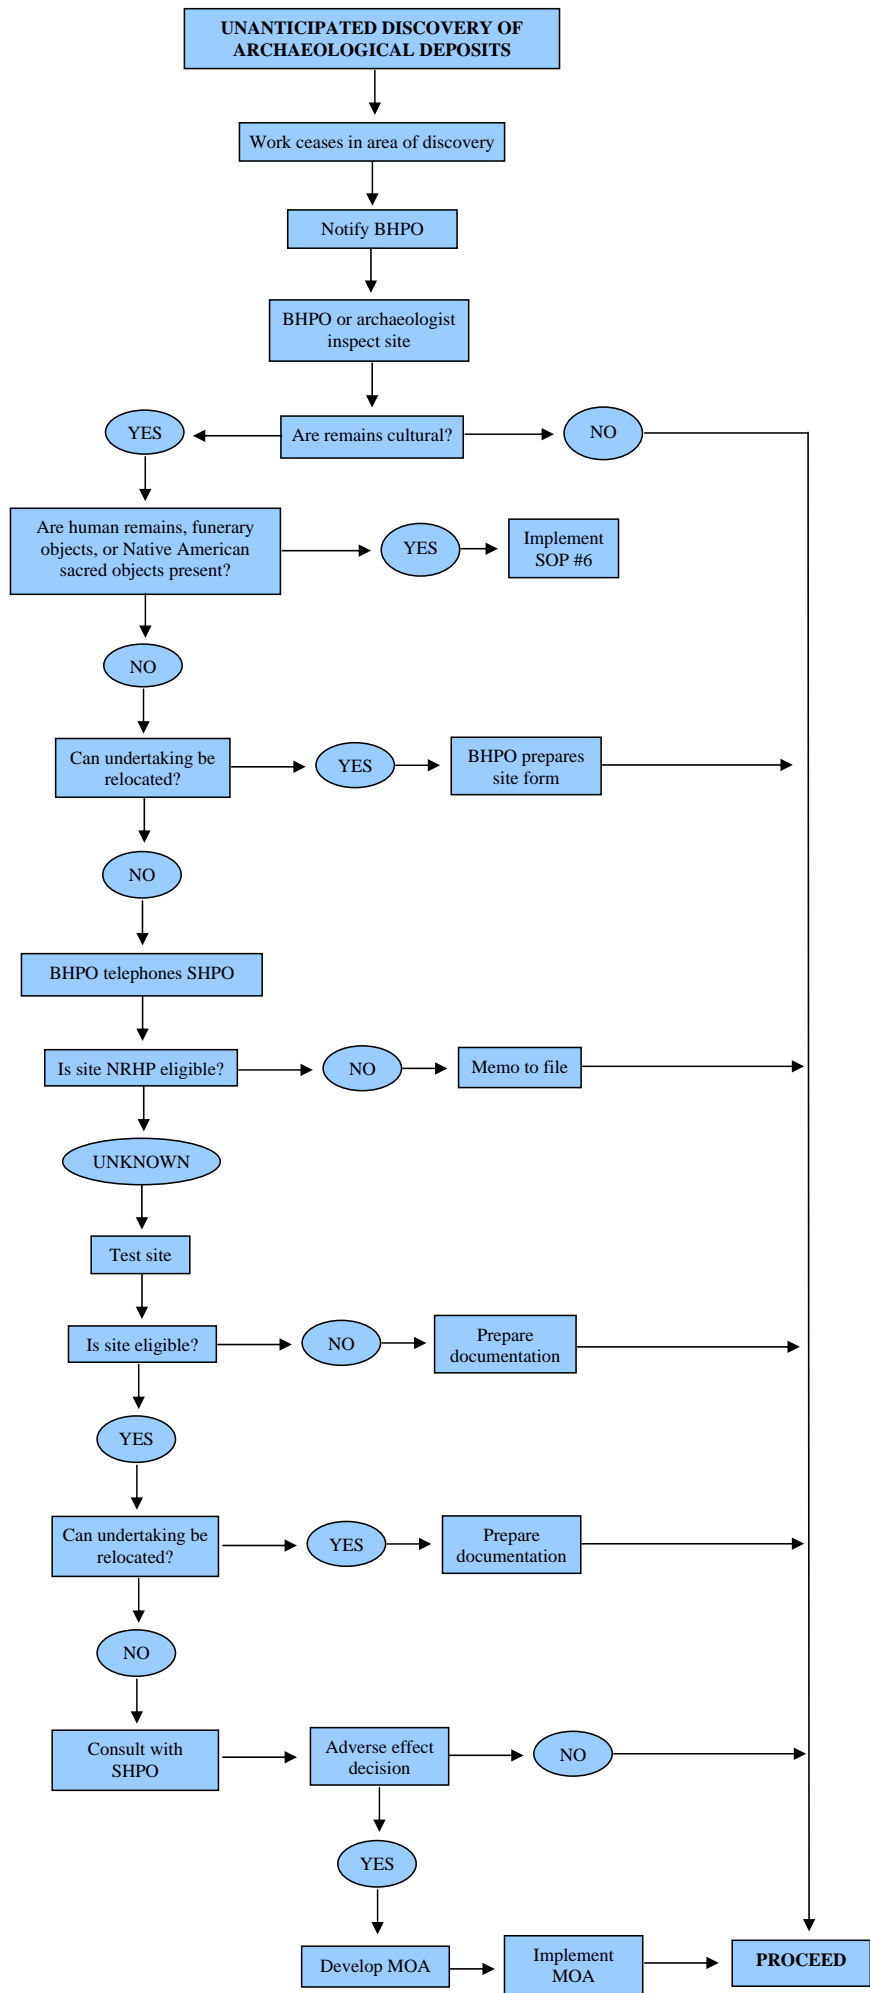 UNANTICIPATED DISCOVERY OF
ARCHAEOLOGICAL DEPOSITS
Work ceases in area of discovery
Notify BHPO
BHPO or archaeologist
inspect site
YES
Are remains cultural?
NO
Are human remains, funerary
objects, or Native American
sacred objects present?
YES
Implement
SOP #6
NO
Can undertaking be
relocated?
YES
BHPO prepares
site form
NO
BHPO telephones SHPO
Is site NRHP eligible?
NO
Memo to file
UNKNOWN
Test site
Is site eligible?
NO
Prepare
documentation
YES
Can undertaking be
relocated?
YES
Prepare
documentation
NO
Consult with
SHPO
Adverse effect
decision
NO
YES
Develop MOA
Implement
MOA
PROCEED